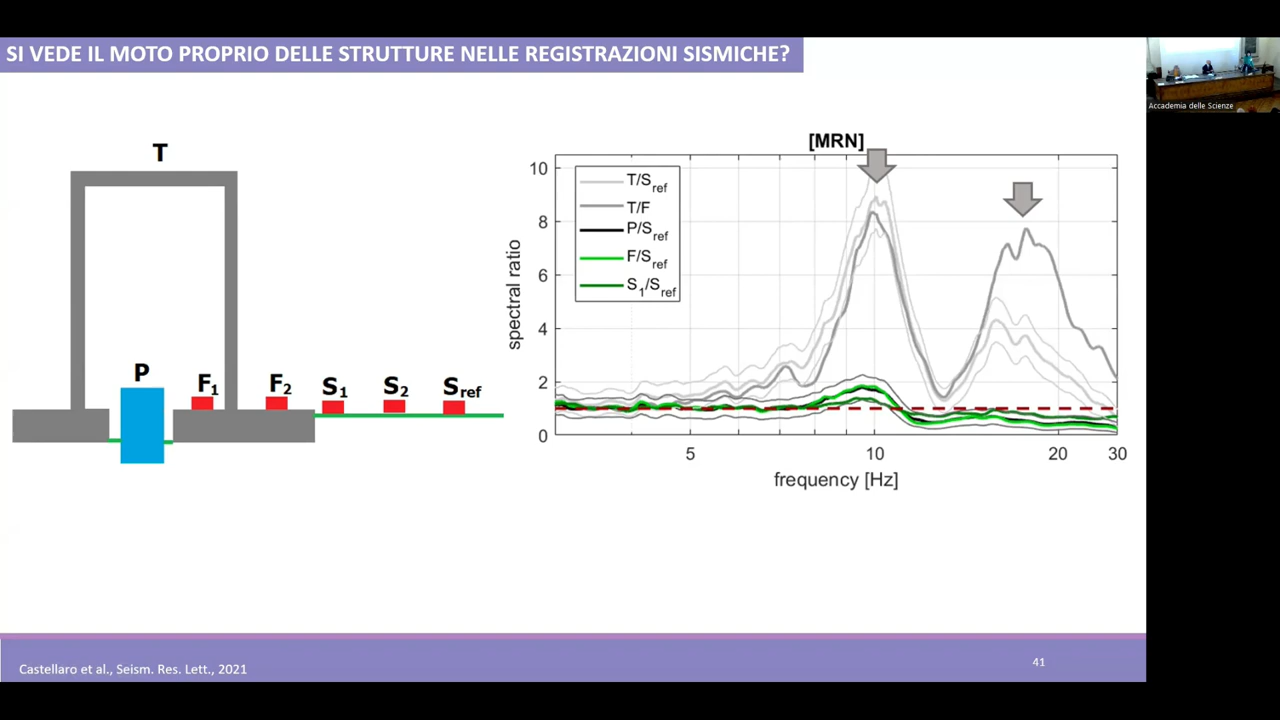 SI VEDE IL MOTO PROPRIO DELLE STRUTTURE NELLE REGISTRAZIONI SISMICHE?
Accademia delle Scienze
T
P
F1
F2
S1
S2
Sref
[MRN]
T/Sref
T/F
P/Sref
F/Sref
S1/Sref
10
8
6
4
2
0
spectral ratio
5
10
20
30
frequency [Hz]
Castellaro et al., Seism. Res. Lett., 2021
41